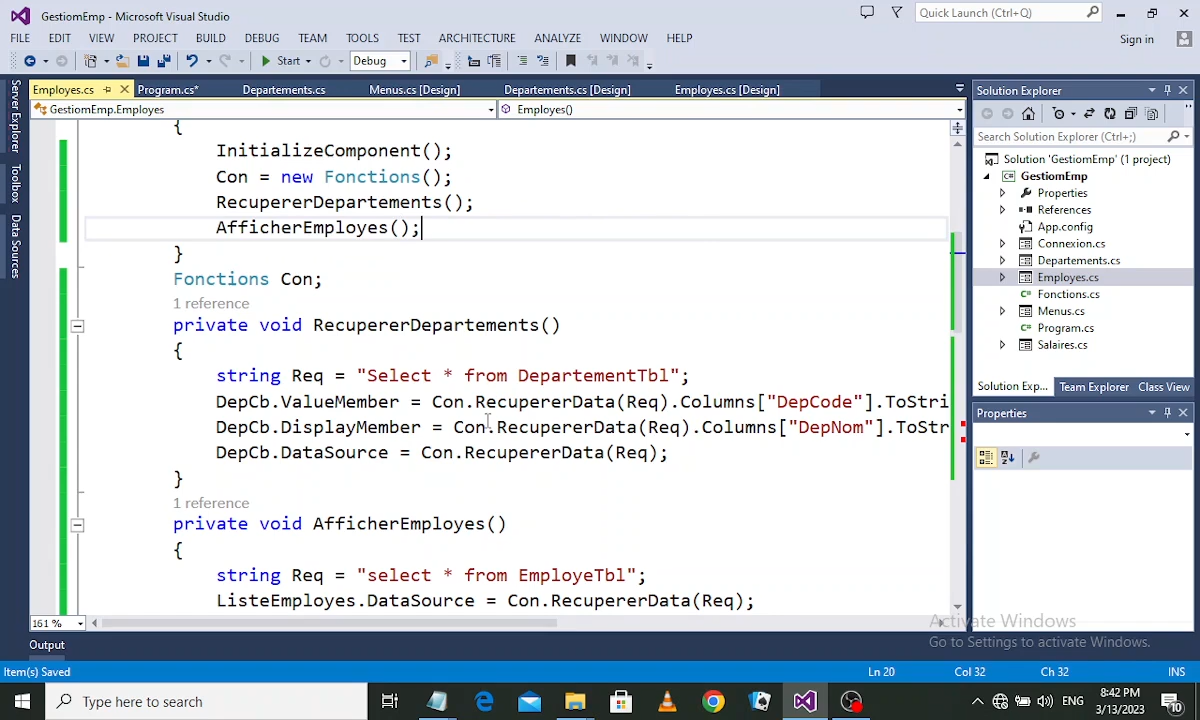 GestiomEmp - Microsoft Visual Studio
Quick Launch (Ctrl+Q)
FILE EDIT VIEW PROJECT BUILD DEBUG TEAM TOOLS TEST ARCHITECTURE ANALYZE WINDOW HELP
Sign in
Start Debug
Employes.cs Program.cs* Departements.cs Menus.cs [Design] Departements.cs [Design] Employes.cs [Design]
GestiomEmp.Employes Employes()
Server Explorer
Toolbox
Data Sources
{
InitializeComponent();
Con = new Fonctions();
RecupererDepartements();
AfficherEmployes();
}
Fonctions Con;
1 reference
private void RecupererDepartements()
{
string Req = "Select * from DepartementTbl";
DepCb.ValueMember = Con.RecupererData(Req).Columns["DepCode"].ToStri
DepCb.DisplayMember = Con.RecupererData(Req).Columns["DepNom"].ToStr
DepCb.DataSource = Con.RecupererData(Req);
}
1 reference
private void AfficherEmployes()
{
string Req = "select * from EmployeTbl";
ListeEmployes.DataSource = Con.RecupererData(Req);
161 %
Output
Solution Explorer
Search Solution Explorer (Ctrl+;)
Solution 'GestiomEmp' (1 project)
C# GestiomEmp
Properties
References
App.config
Connexion.cs
Departements.cs
Employes.cs
C# Fonctions.cs
Menus.cs
C# Program.cs
Salaires.cs
Solution Exp... Team Explorer Class View
Properties
Activate Windows
Go to Settings to activate Windows.
Item(s) Saved Ln 20 Col 32 Ch 32 INS
Type here to search
ENG
8:42 PM
3/13/2023
10